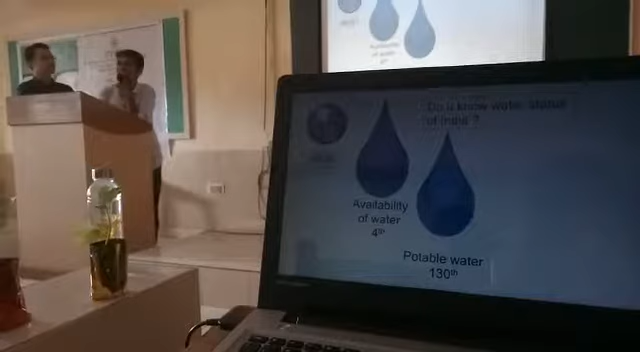 Do u know water status
of India ?
Availability
of water
4th
Potable water
130th